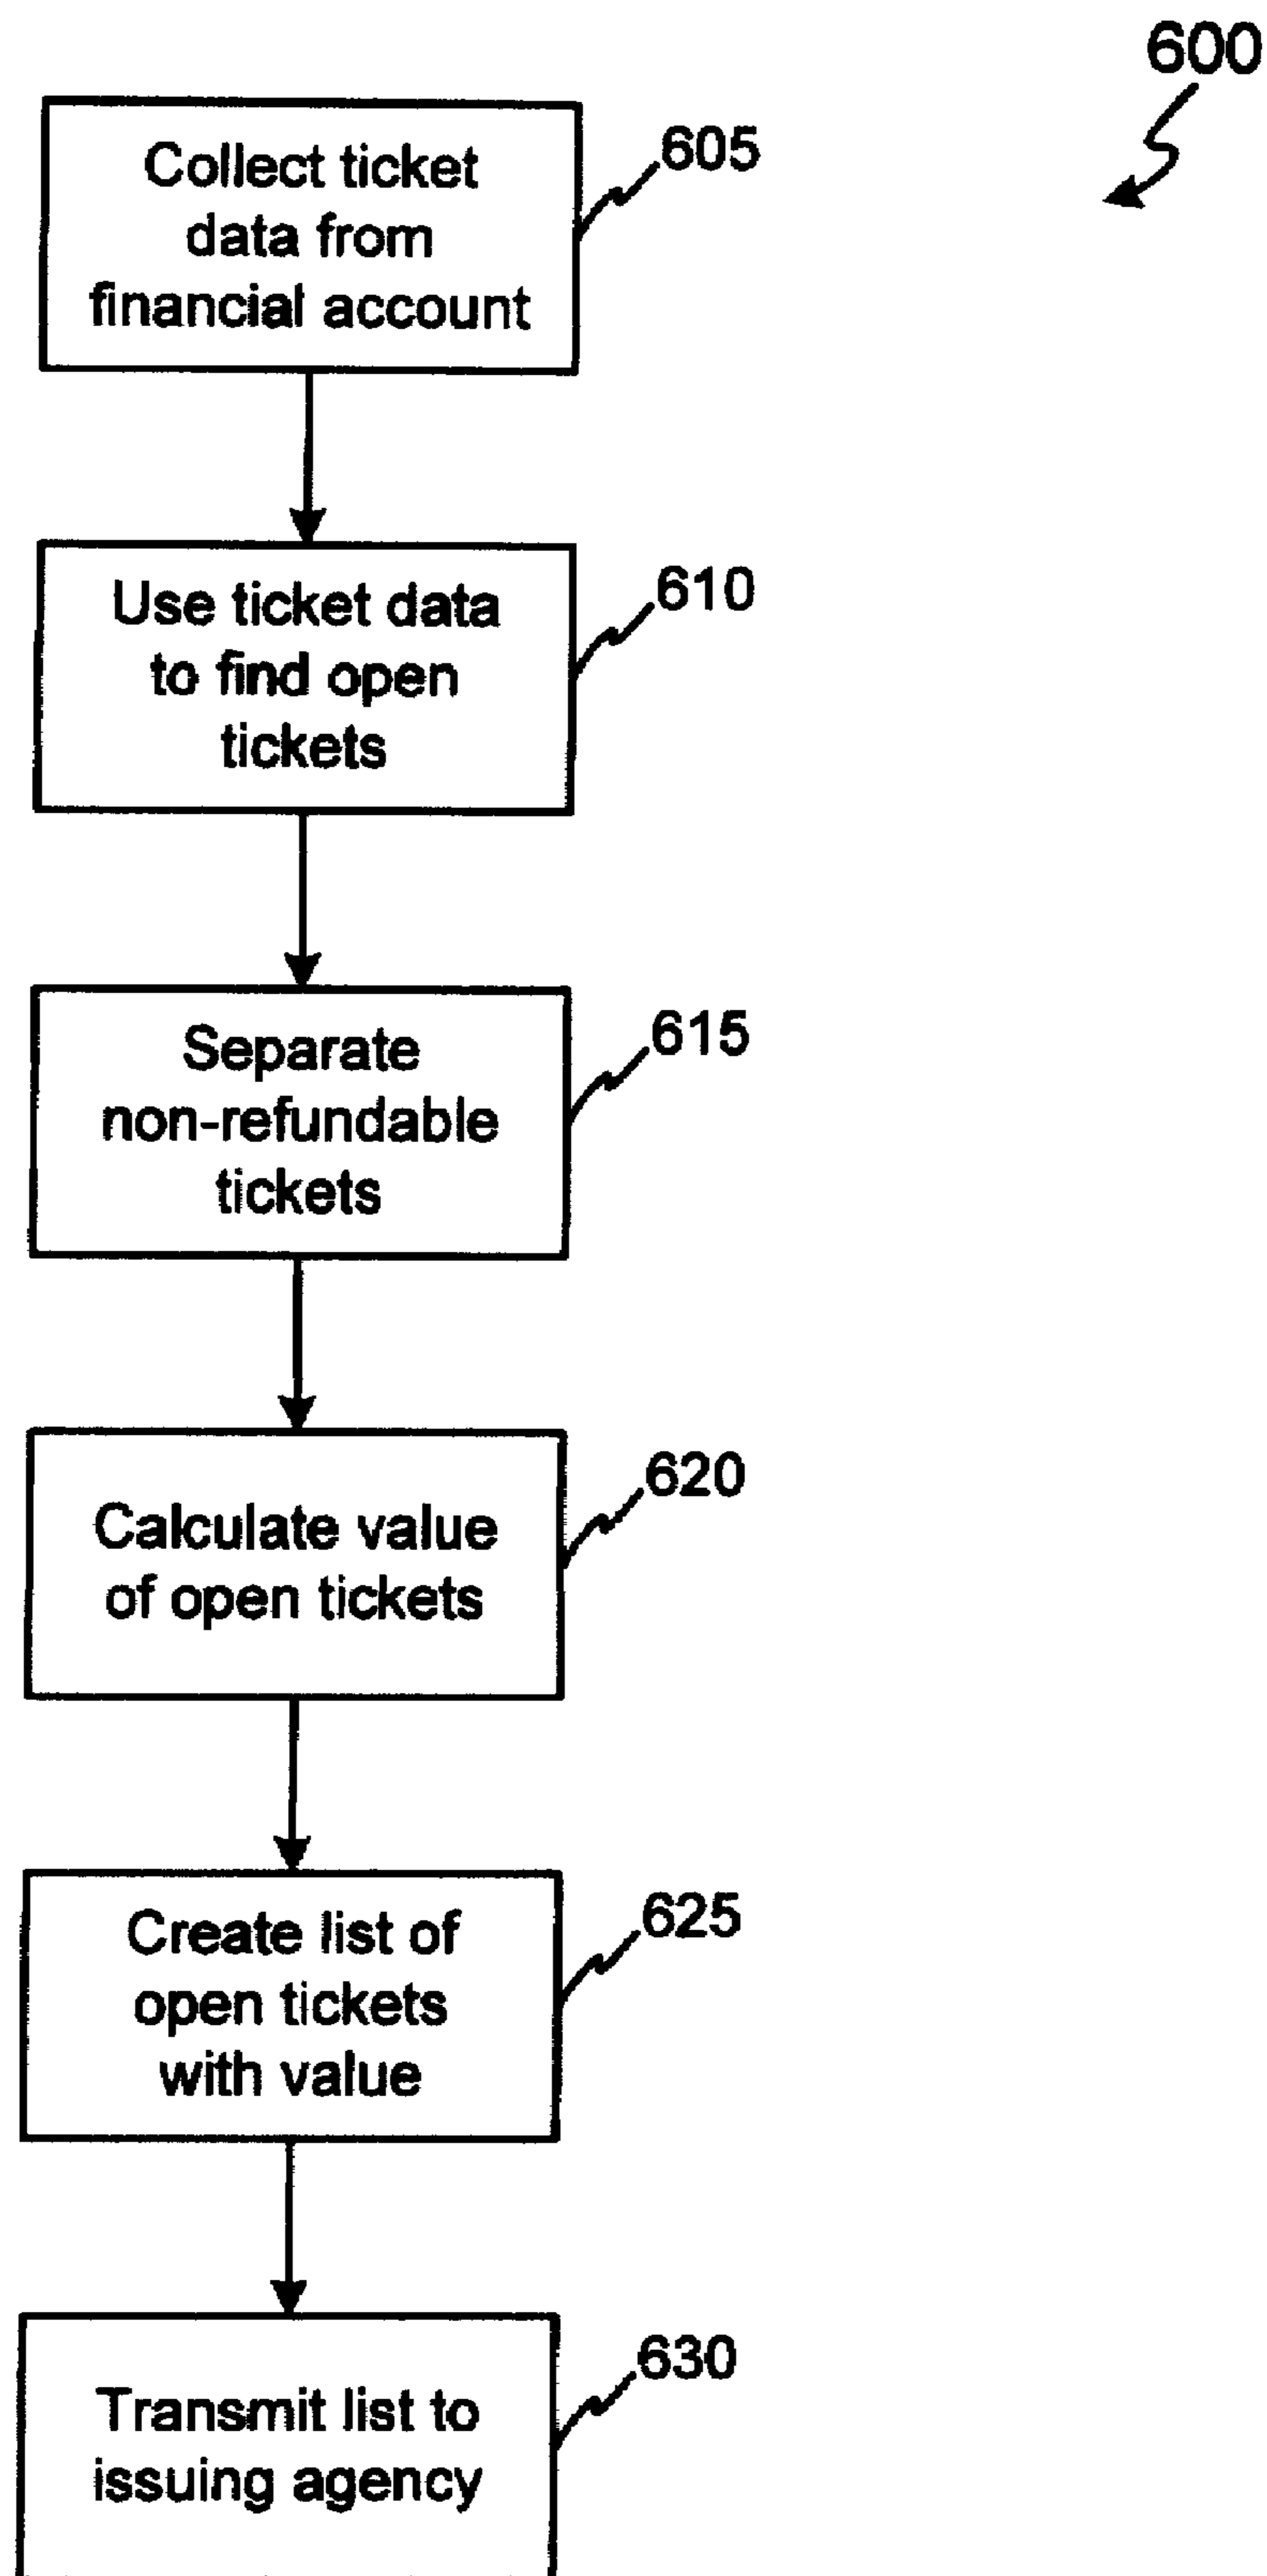 600
Collect ticket
data from
financial account
605
Use ticket data
to find open
tickets
610
Separate
non-refundable
tickets
615
Calculate value
of open tickets
620
Create list of
open tickets
with value
625
Transmit list to
issuing agency
630